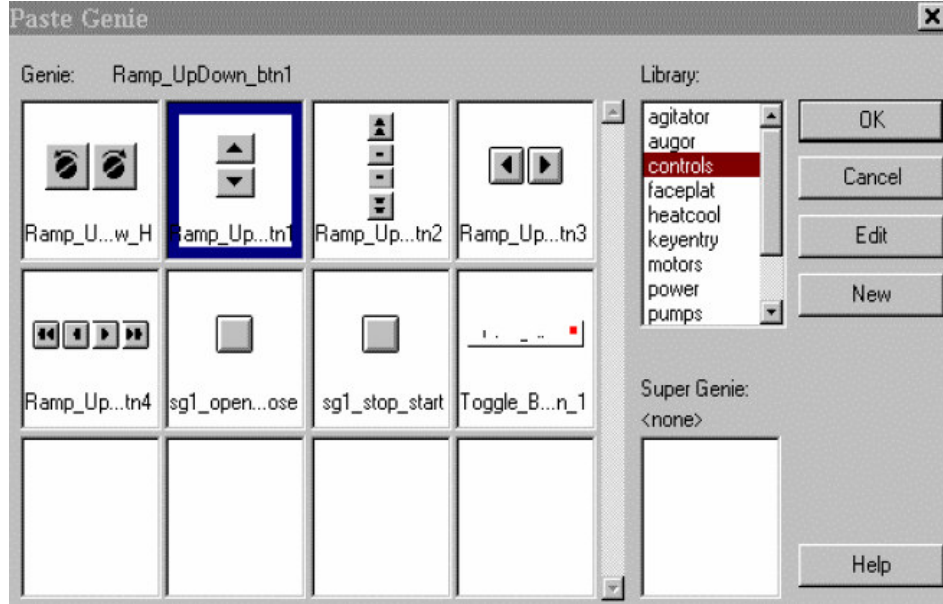 Paste Genie
Genie: Ramp_UpDown_btn1
Ramp_U...w_H
Ramp_Up...tn1
Ramp_Up...tn2
Ramp_Up...tn3
Ramp_Up...tn4
sg1_open...ose
sg1_stop_start
Toggle_B...n_1
Library:
agitator
augor
controls
faceplat
heatcool
keyentry
motors
power
pumps
Super Genie:
<none>
OK
Cancel
Edit
New
Help